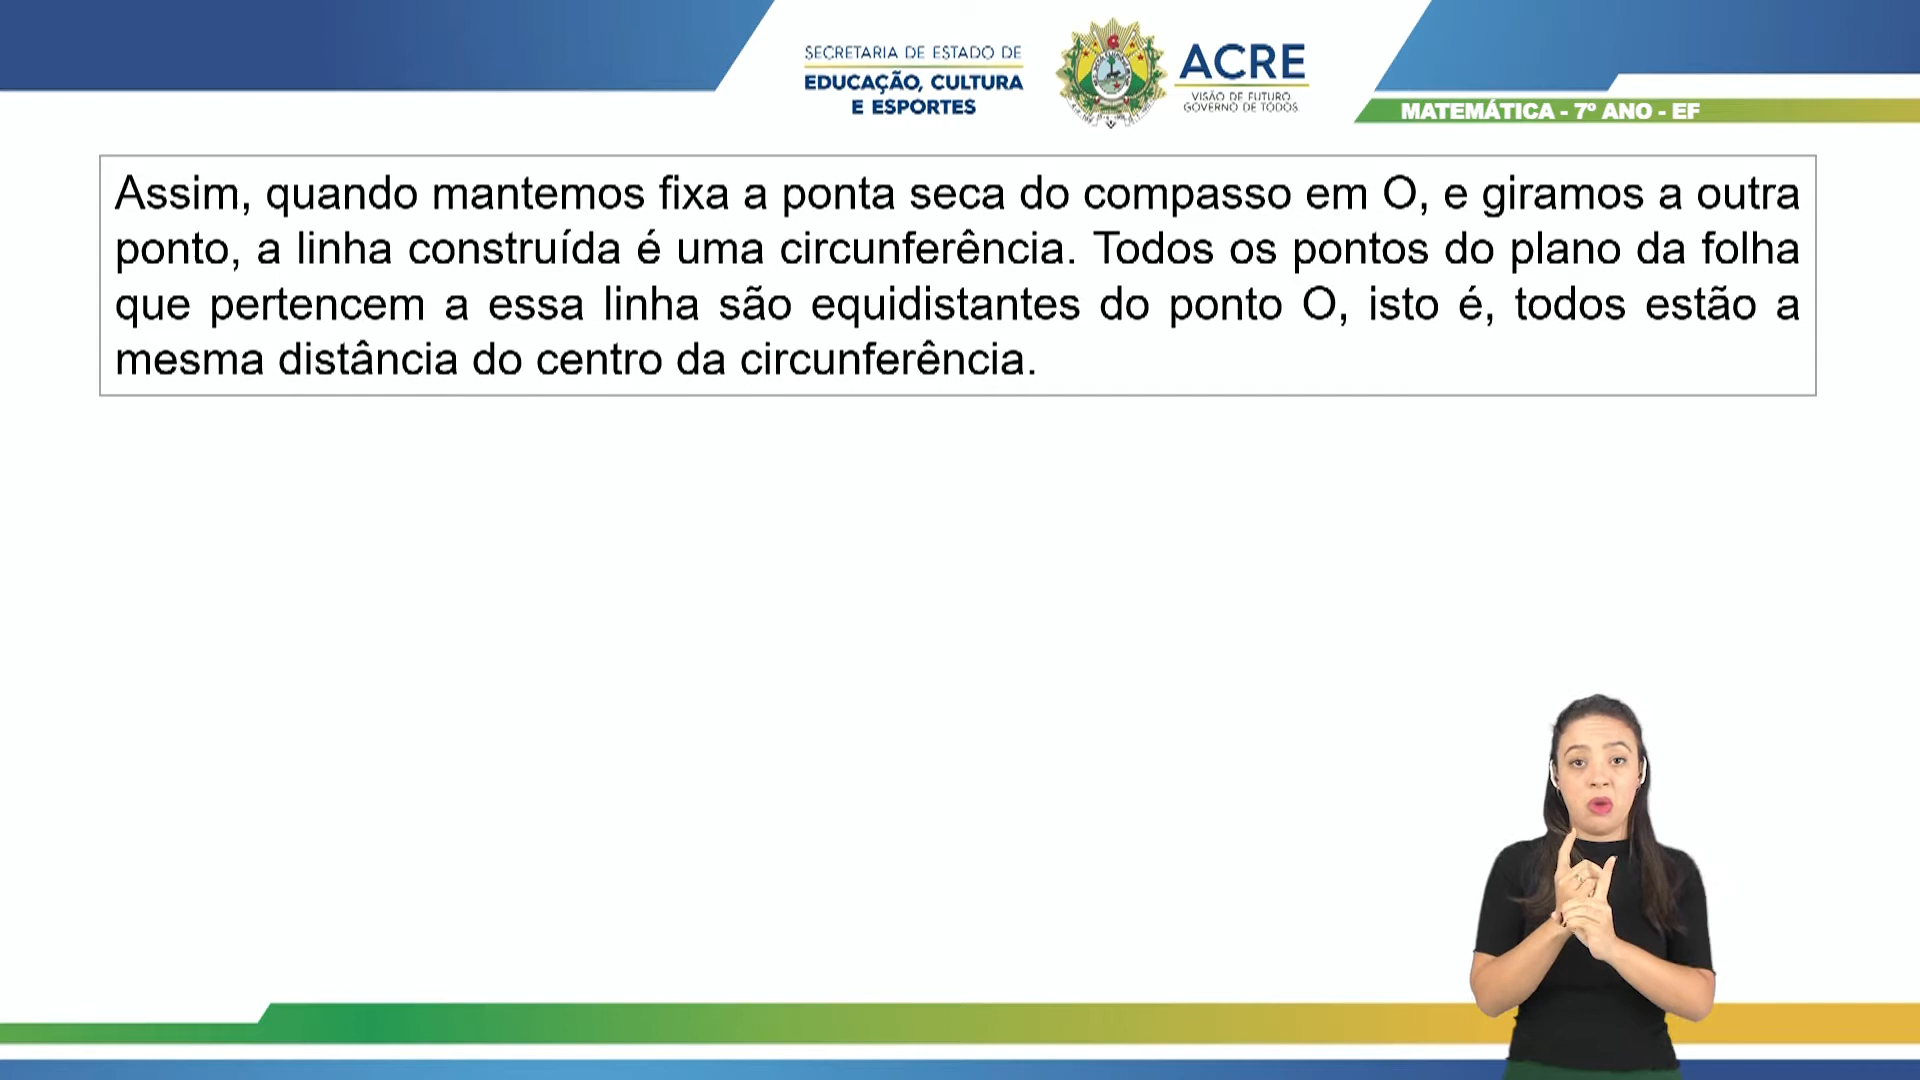 SECRETARIA DE ESTADO DE
EDUCAÇÃO, CULTURA
E ESPORTES
ACRE
VISÃO DE FUTURO
GOVERNO DE TODOS
MATEMÁTICA - 7º ANO - EF
Assim, quando mantemos fixa a ponta seca do compasso em O, e giramos a outra
ponto, a linha construída é uma circunferência. Todos os pontos do plano da folha
que pertencem a essa linha são equidistantes do ponto O, isto é, todos estão a
mesma distância do centro da circunferência.